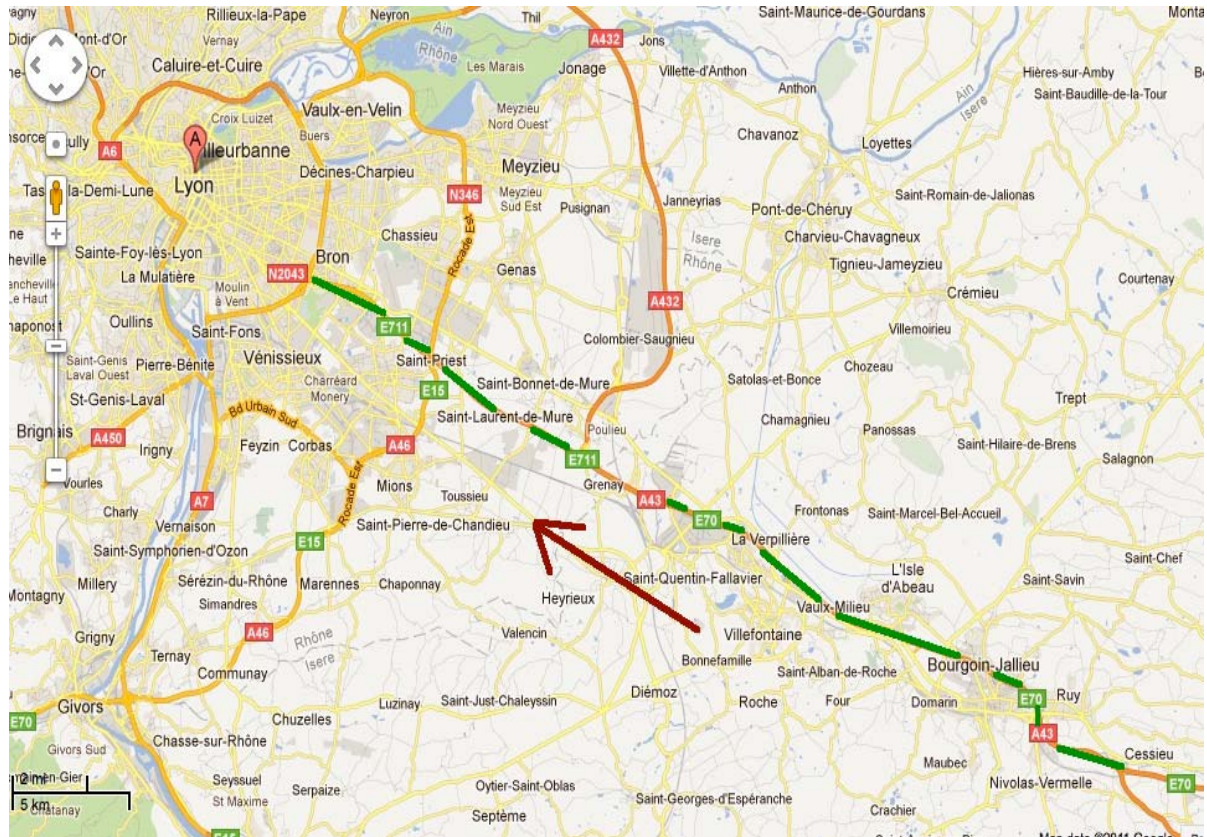 Rillieux-la-Pape
Neyron
Thil
Saint-Maurice-de-Gourdans
Vernay
A432
Jons
Ain
Rhône
Caluire-et-Cuire
Les Marais
Jonage
Villette-d'Anthon
Hières-sur-Amby
Saint-Baudille-de-la-Tour
Anthon
Ain
Isere
Vaulx-en-Velin
Croix Luizet
Buers
Meyzieu
Nord Ouest
Chavanoz
Loyettes
A6
A
Lyon
Décines-Charpieu
Meyzieu
N346
Meyzieu
Sud Est
Pusignan
Janneyrias
Pont-de-Chéruy
Saint-Romain-de-Jalionas
Sainte-Foy-lès-Lyon
Bron
Chassieu
Rocade Est
Isere
Rhône
Charvieu-Chavagneux
Tignieu-Jameyzieu
La Mulatière
N2043
Genas
Courtenay
Moulin
à Vent
A432
Crémieu
Oullins
Saint-Fons
E711
Colombier-Saugnieu
Villemoirieu
Saint-Genis
Laval Ouest
Pierre-Bénite
Vénissieux
Saint-Priest
Chozeau
St-Genis-Laval
Charréard
Monery
E15
Saint-Bonnet-de-Mure
Satolas-et-Bonce
Trept
Brignais
A450
Bd Urbain Sud
Saint-Laurent-de-Mure
Poulieu
Chamagnieu
Panossas
Irigny
Feyzin
Corbas
A46
E711
Saint-Hilaire-de-Brens
Salagnon
Vourles
A7
Rocade Est
Mions
Toussieu
Grenay
A43
Charly
Vernaison
Saint-Pierre-de-Chandieu
E70
Frontonas
Saint-Marcel-Bel-Accueil
Saint-Symphorien-d'Ozon
E15
La Verpillière
Saint-Chef
Millery
Sérézin-du-Rhône
Marennes
Chaponnay
Saint-Quentin-Fallavier
L'Isle
d'Abeau
Saint-Savin
Montagny
Simandres
Heyrieux
Vaulx-Milieu
Grigny
A46
Rhône
Isere
Valencin
Villefontaine
Ternay
Bonnefamille
Saint-Alban-de-Roche
Bourgoin-Jallieu
Communay
Diémoz
Roche
Four
Domarin
E70
Ruy
Givors
E70
Luzinay
Saint-Just-Chaleyssin
Chuzelles
A43
Chasse-sur-Rhône
Cessieu
Givors Sud
Maubec
Nivolas-Vermelle
E70
2 mi
5 km
Seyssuel
St Maxime
Serpaize
Oytier-Saint-Oblas
Septème
Saint-Georges-d'Espéranche
Crachier